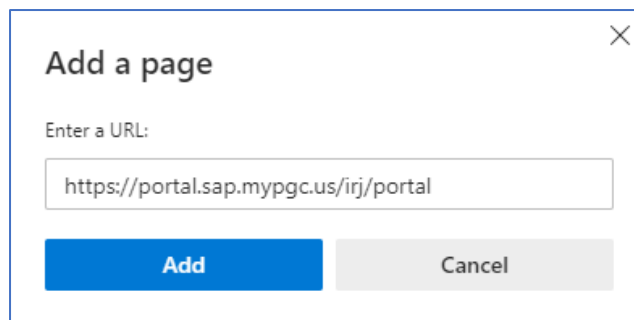 Add a page
Enter a URL:
https://portal.sap.mypgc.us/irj/portal
Add
Cancel